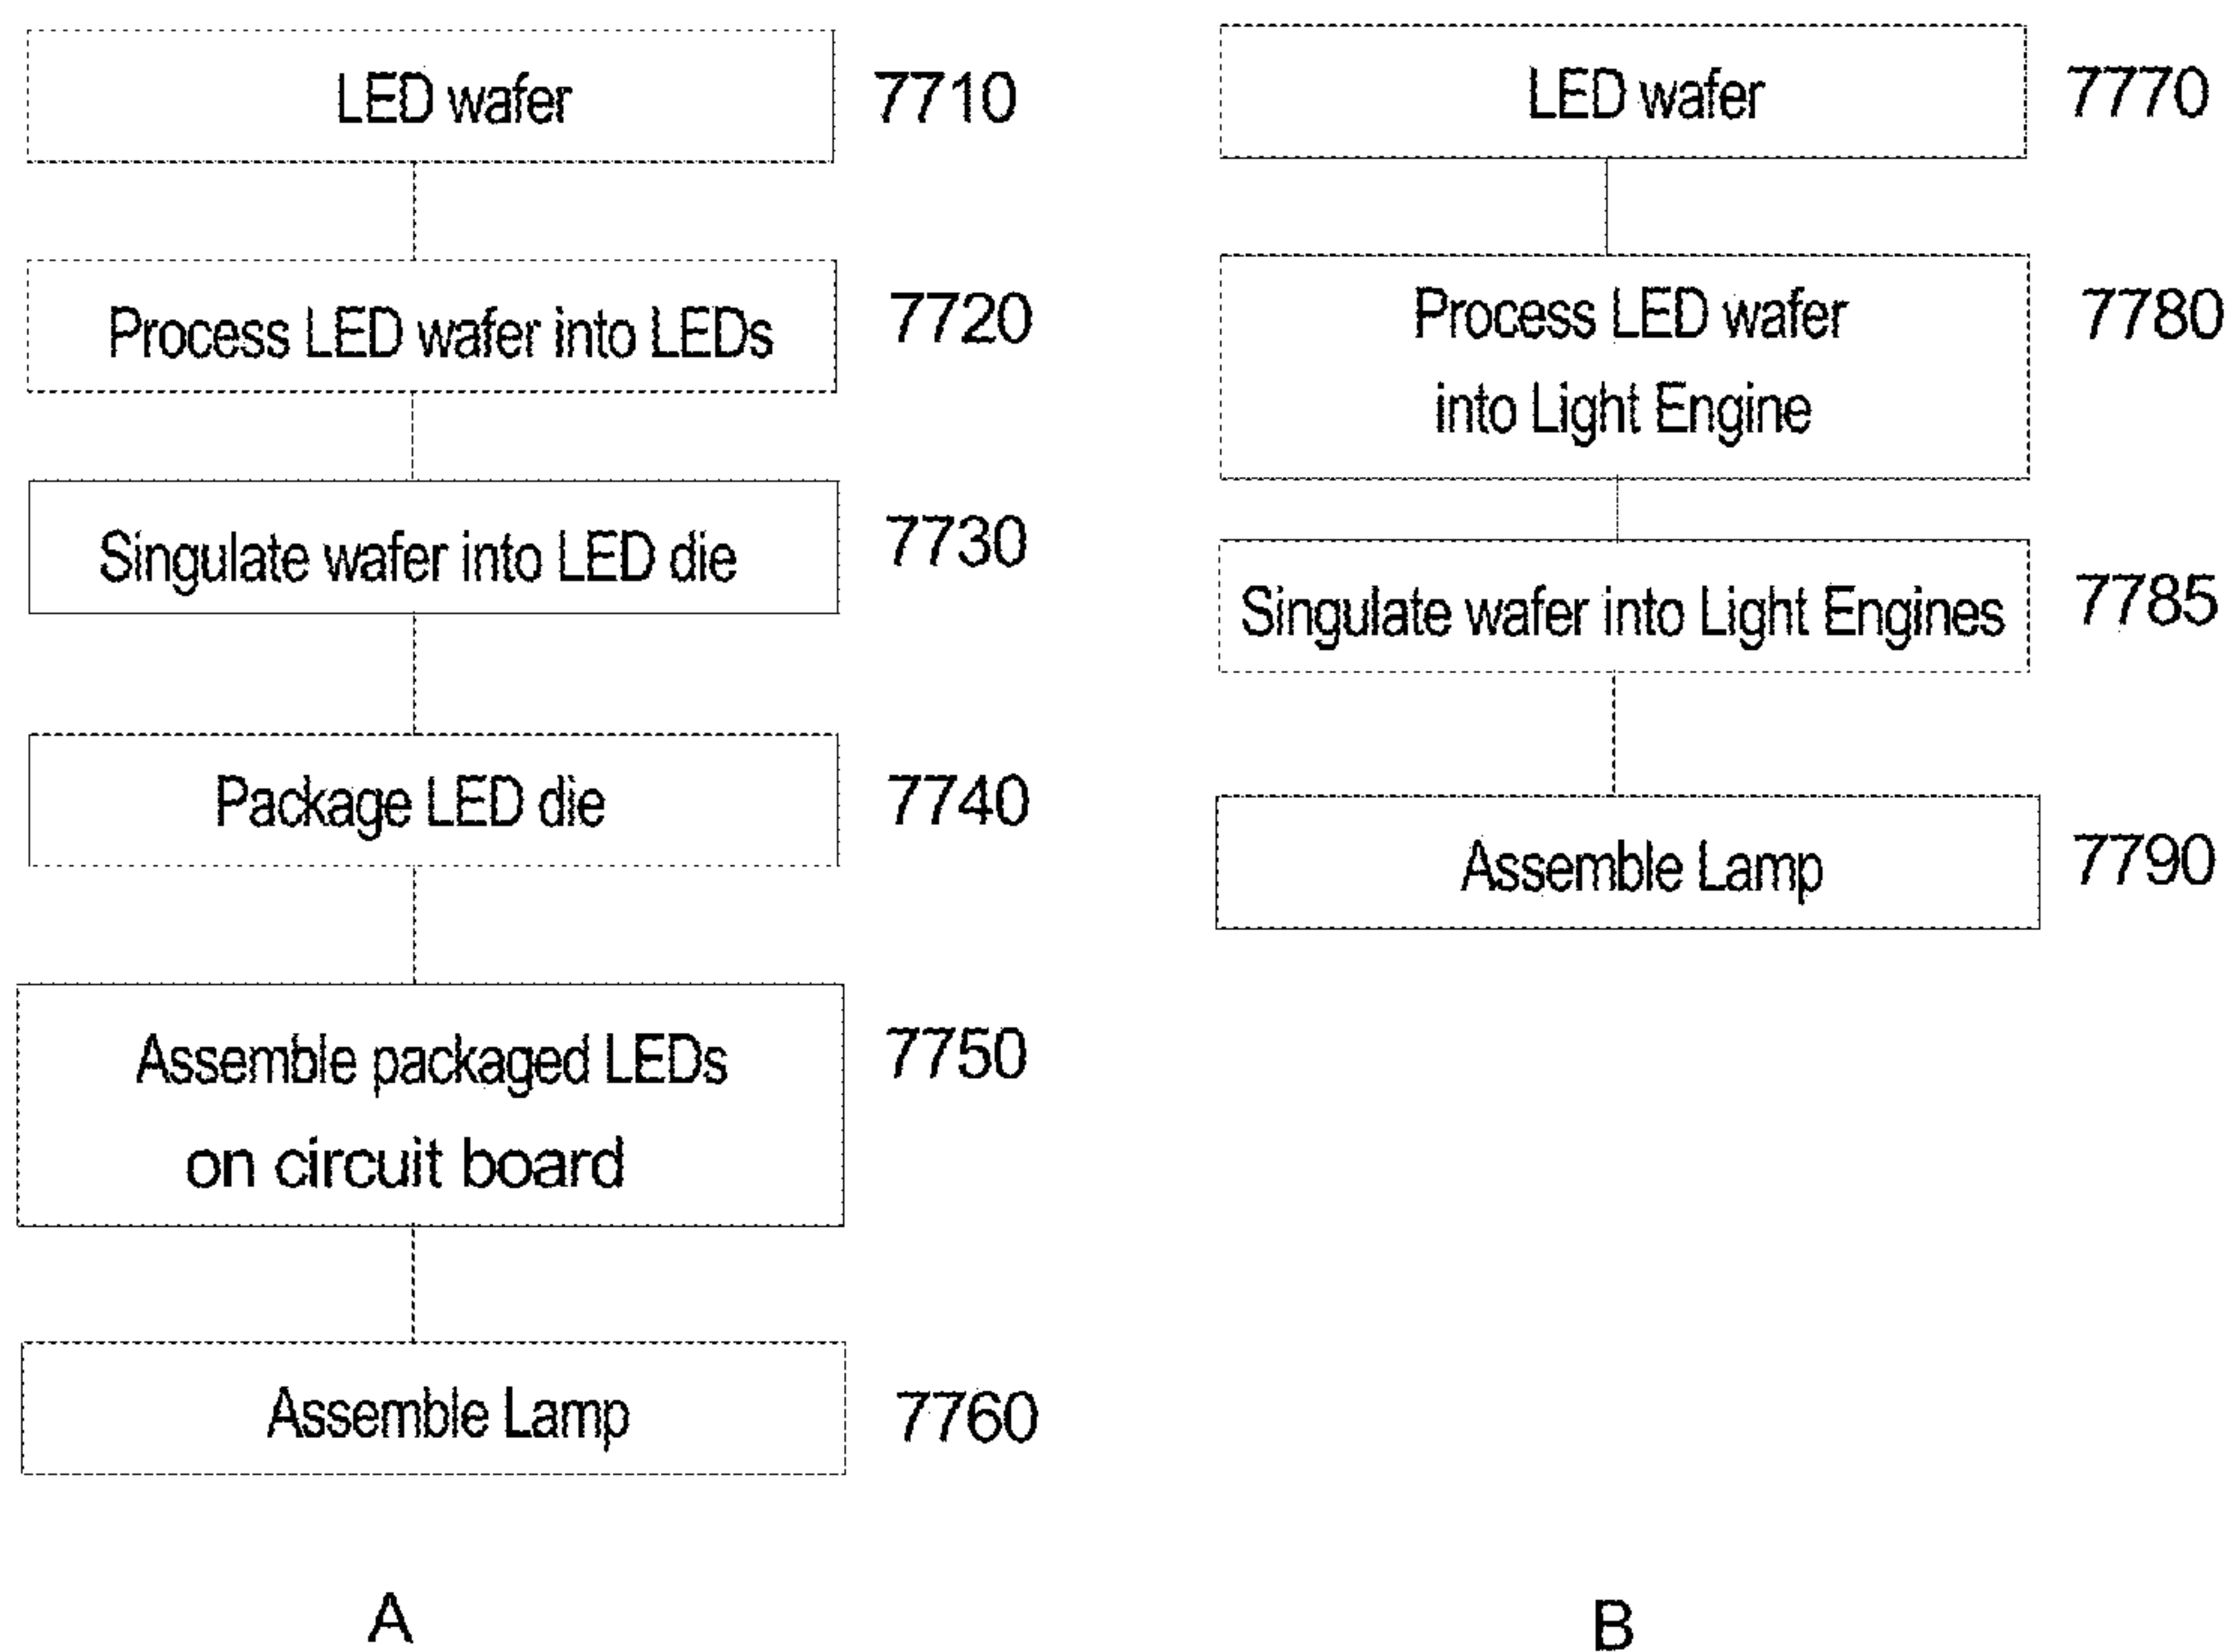 LED wafer
7710
Process LED wafer into LEDs
7720
Singulate wafer into LED die
7730
Package LED die
7740
Assemble packaged LEDs
on circuit board
7750
Assemble Lamp
7760
A
LED wafer
7770
Process LED wafer
into Light Engine
7780
Singulate wafer into Light Engines
7785
Assemble Lamp
7790
B